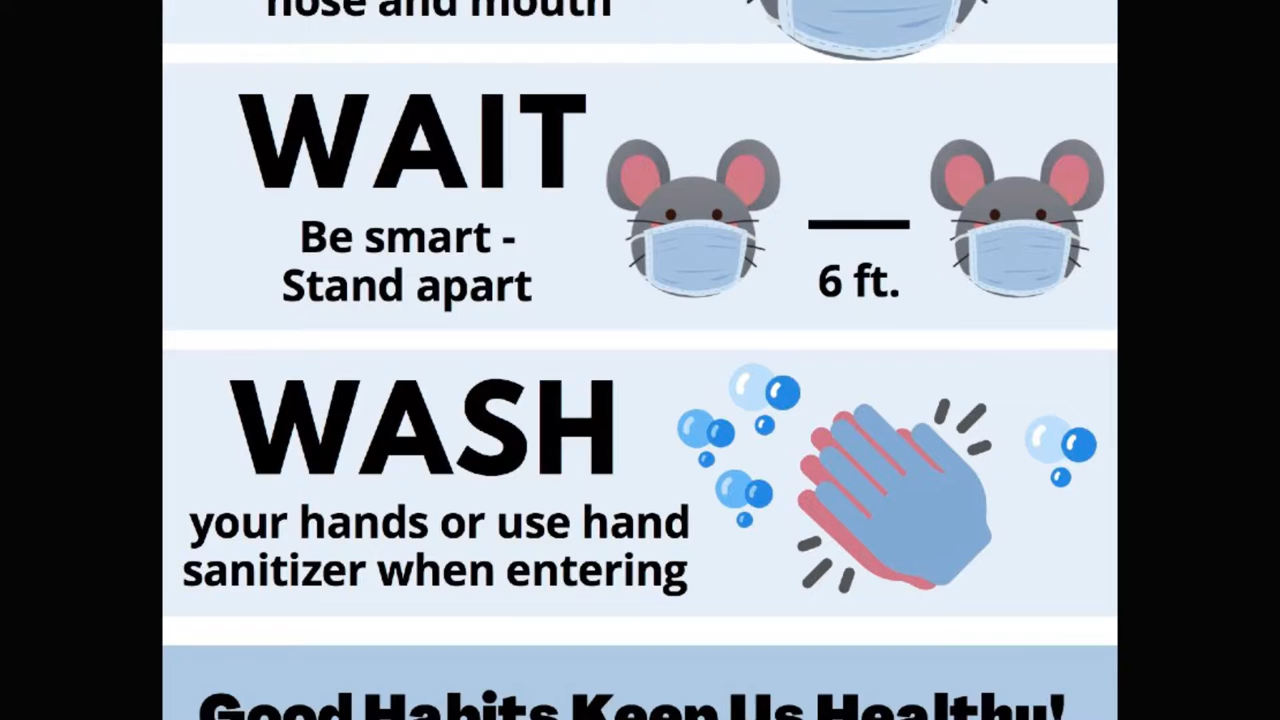 nose and mouth
WAIT
Be smart -
Stand apart
6 ft.
WASH
your hands or use hand
sanitizer when entering
Good Habits Keep Us Healthy!